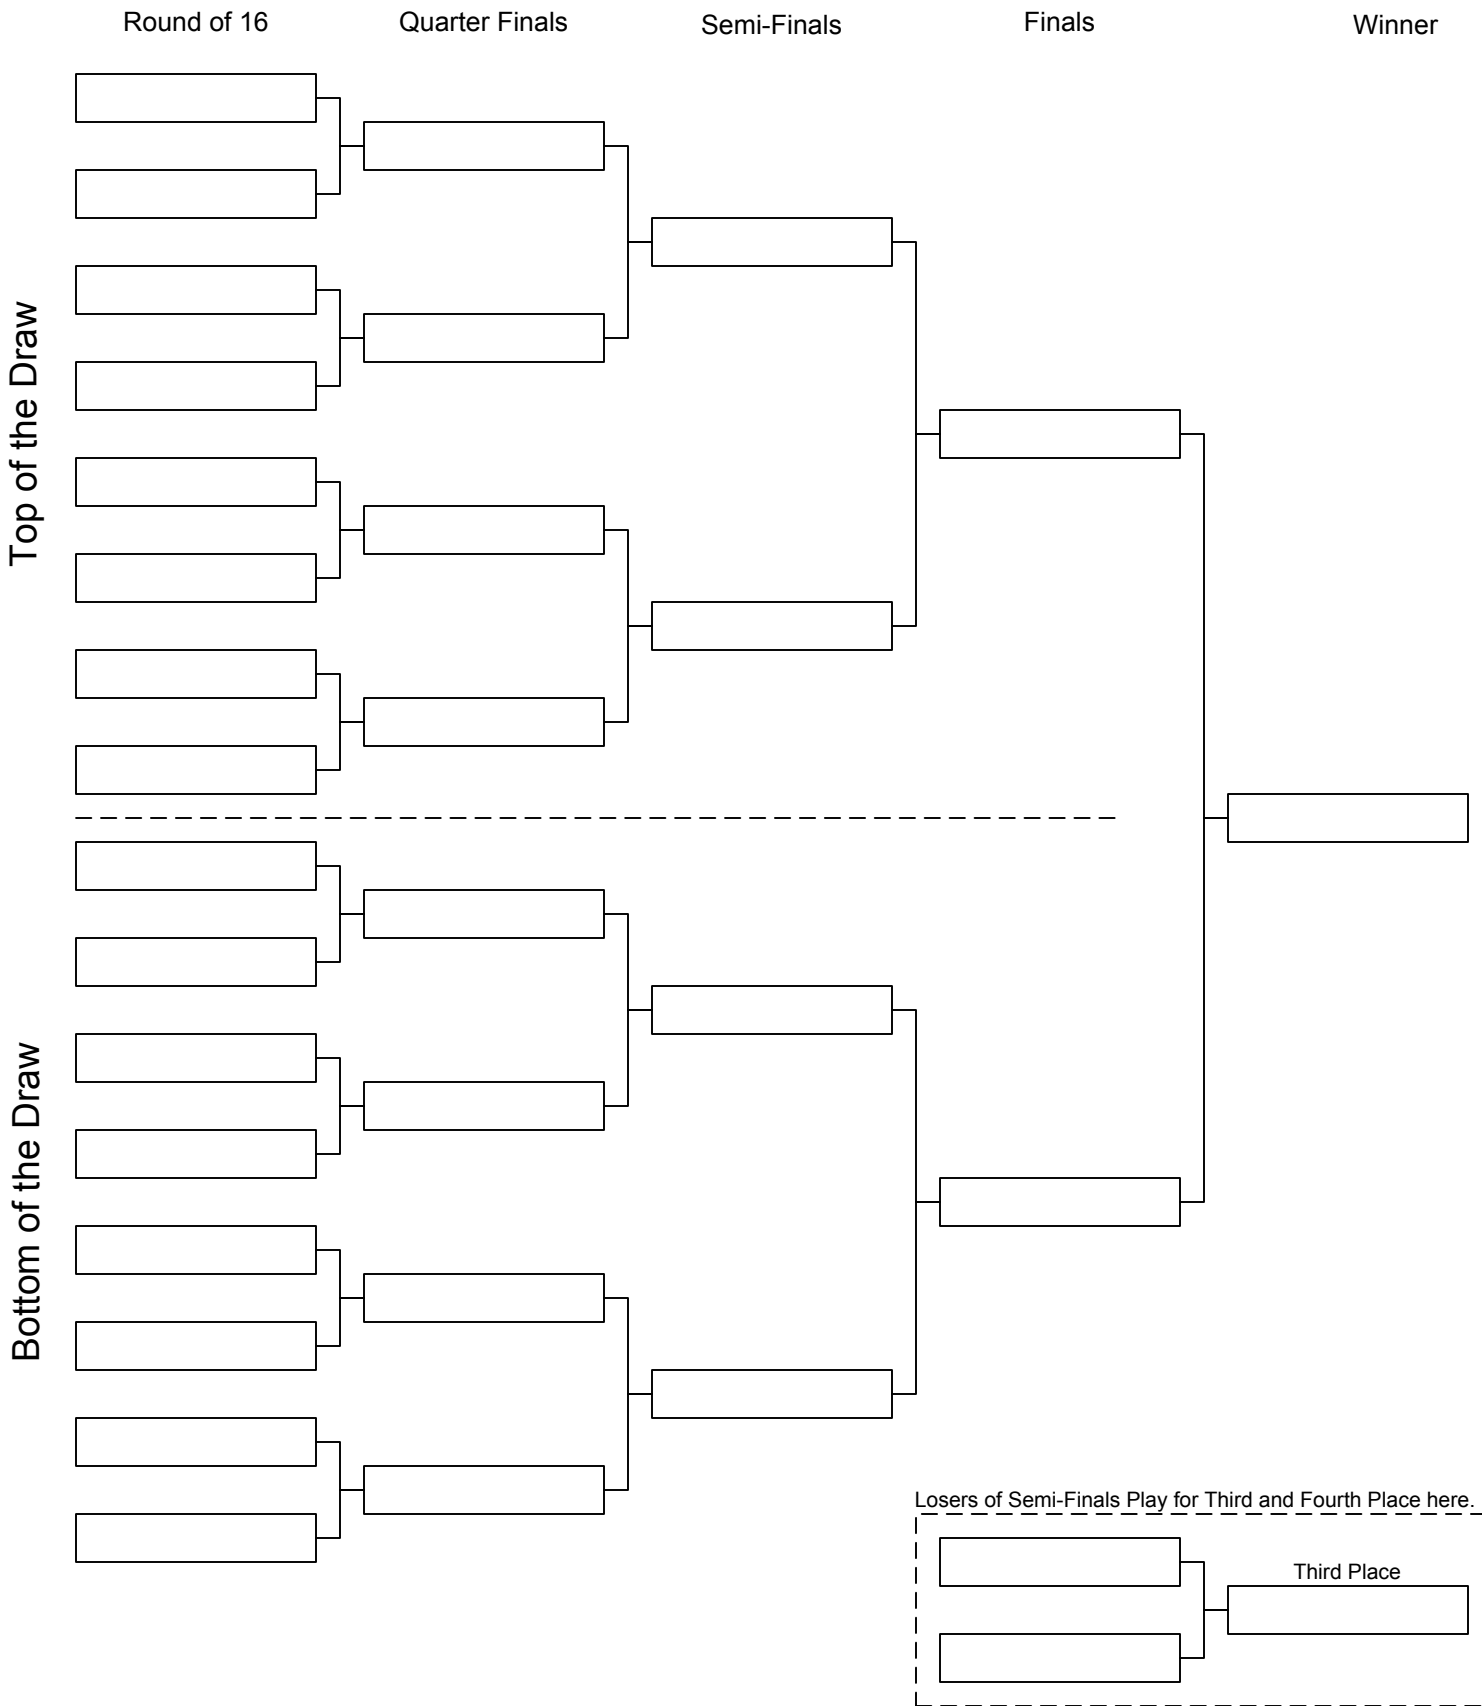 Round of 16
Quarter Finals
Semi-Finals
Finals
Winner
Top of the Draw
Bottom of the Draw
Losers of Semi-Finals Play for Third and Fourth Place here.
Third Place